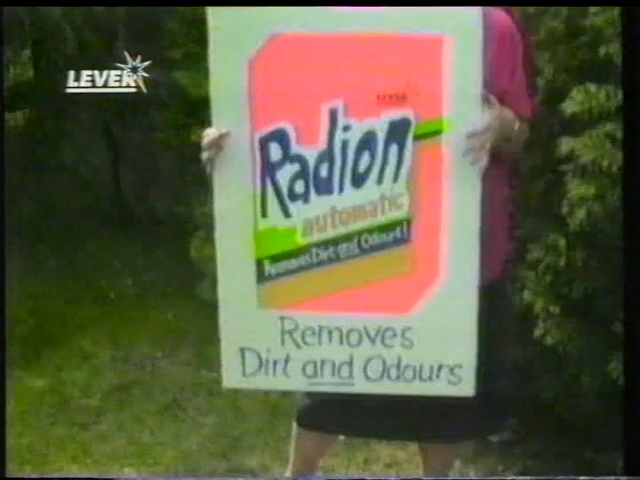 LEVER
Radion
automatic
Removes Dirt and Odours!
Removes
Dirt and Odours